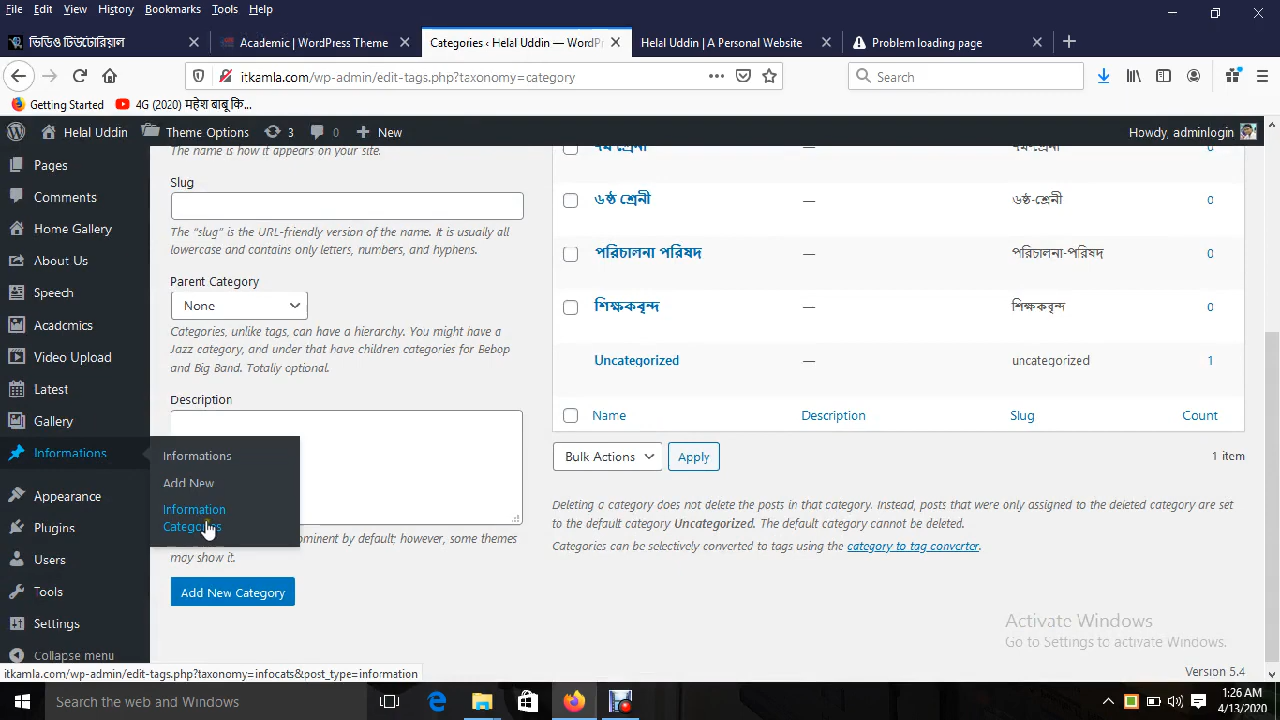 File Edit View History Bookmarks Tools Help
ভিডিও টিউটোরিয়াল
Academic | WordPress Theme
Categories ‹ Helal Uddin — WordPr
Helal Uddin | A Personal Website
Problem loading page
itkamla.com/wp-admin/edit-tags.php?taxonomy=category
Search
Getting Started
4G (2020) महेश बाबू कि...
Helal Uddin
Theme Options
3
0
New
Howdy, adminlogin
Pages
Comments
Home Gallery
About Us
Speech
Acadmics
Video Upload
Latest
Gallery
Informations
Appearance
Plugins
Users
Tools
Settings
Collapse menu
Informations
Add New
Information
Categories
The name is how it appears on your site.
Slug
The “slug” is the URL-friendly version of the name. It is usually all
lowercase and contains only letters, numbers, and hyphens.
Parent Category
None
Categories, unlike tags, can have a hierarchy. You might have a
Jazz category, and under that have children categories for Bebop
and Big Band. Totally optional.
Description
ominent by default; however, some themes
may show it.
Add New Category
— 0
৬ষ্ঠ শ্রেনী — ৬ষ্ঠ-শ্রেনী 0
পরিচালনা পরিষদ — পরিচালনা-পরিষদ 0
শিক্ষকবৃন্দ — শিক্ষকবৃন্দ 0
Uncategorized — uncategorized 1
Name Description Slug Count
Bulk Actions Apply 1 item
Deleting a category does not delete the posts in that category. Instead, posts that were only assigned to the deleted category are set
to the default category Uncategorized. The default category cannot be deleted.
Categories can be selectively converted to tags using the category to tag converter.
Activate Windows
Go to Settings to activate Windows.
Version 5.4
itkamla.com/wp-admin/edit-tags.php?taxonomy=infocats&post_type=information
Search the web and Windows
1:26 AM
4/13/2020